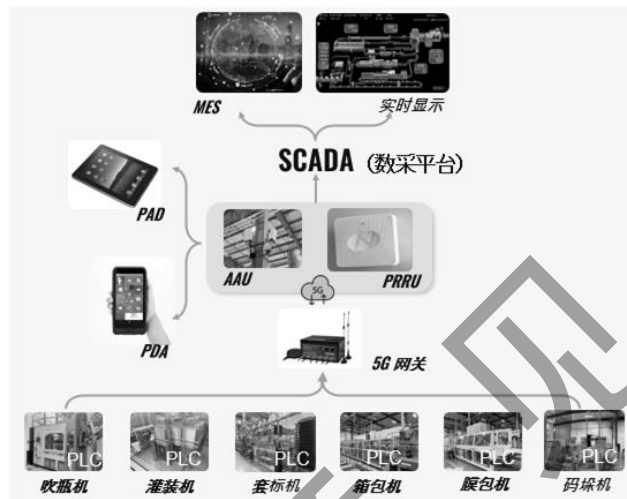 MES
实时显示
SCADA (数采平台)
PAD
AAU
PRRU
5G
PDA
5G 网关
PLC PLC PLC PLC PLC PLC
吹瓶机 灌装机 套标机 箱包机 膜包机 码垛机